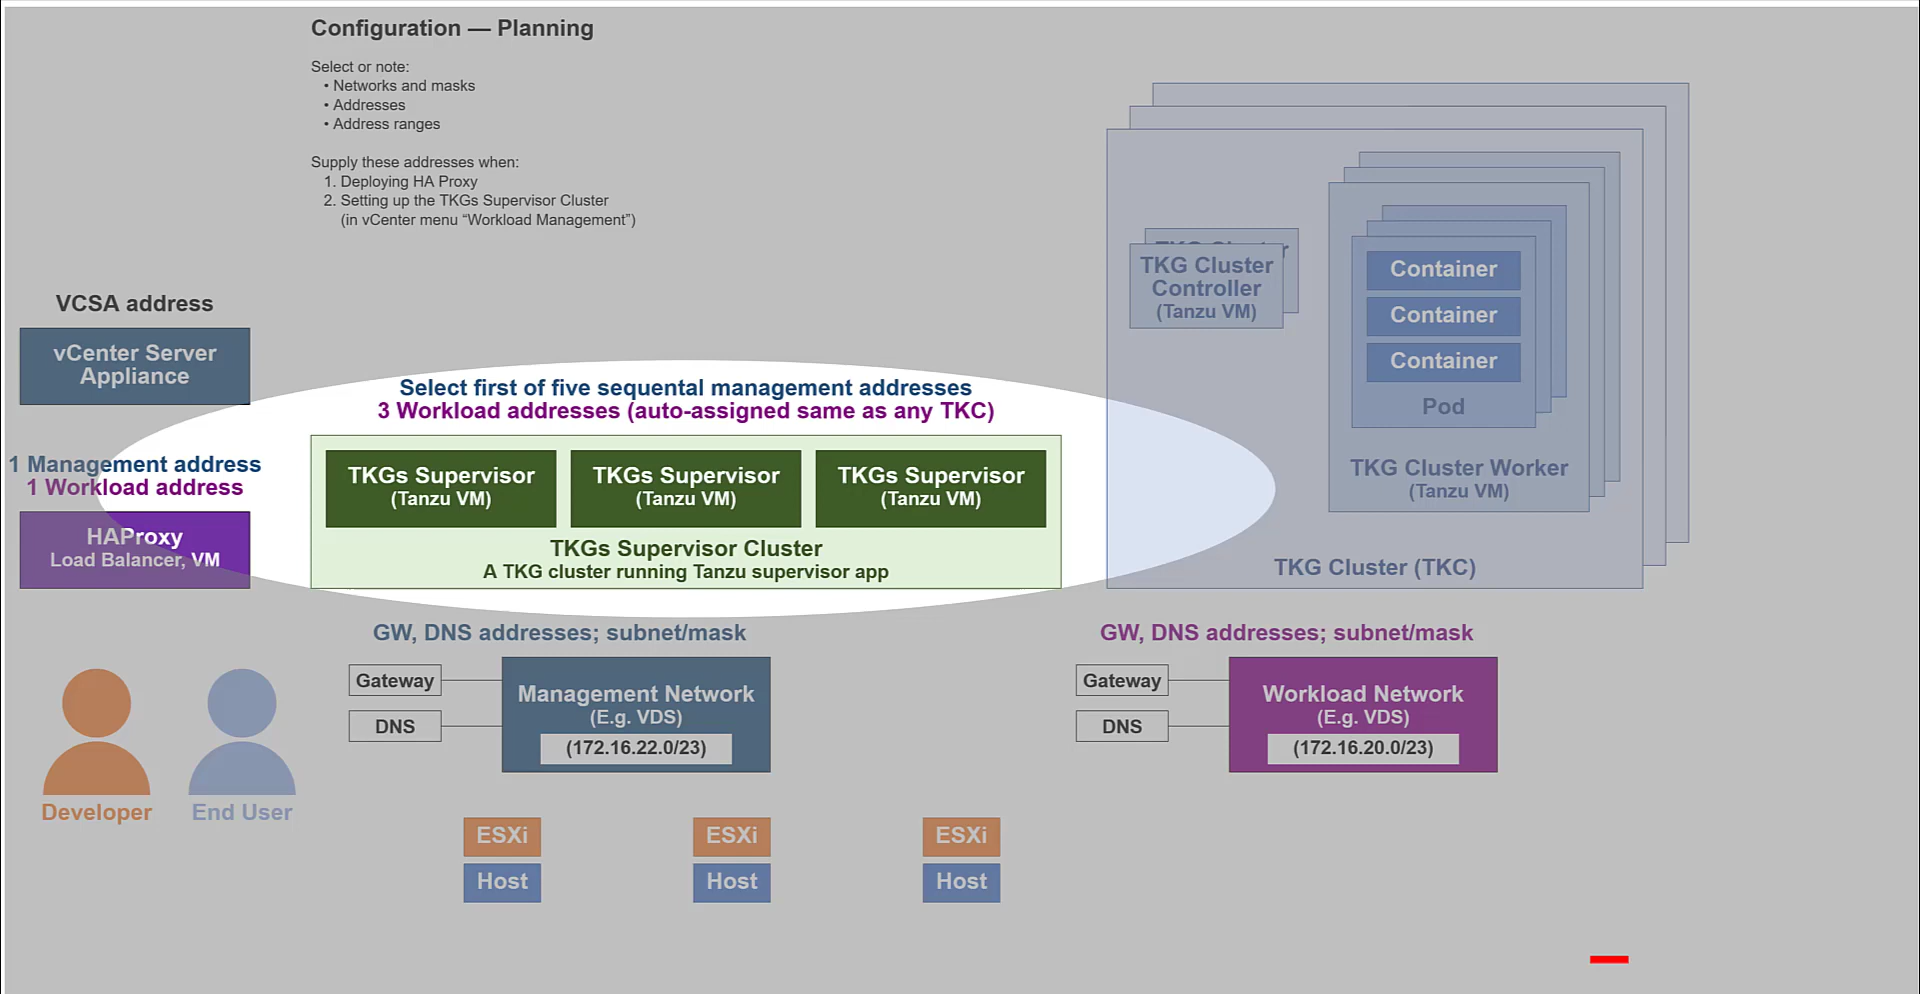 Configuration — Planning
Select or note:
• Networks and masks
• Addresses
• Address ranges
Supply these addresses when:
1. Deploying HA Proxy
2. Setting up the TKGs Supervisor Cluster
(in vCenter menu “Workload Management”)
VCSA address
vCenter Server
Appliance
1 Management address
1 Workload address
HAProxy
Load Balancer, VM
Select first of five sequental management addresses
3 Workload addresses (auto-assigned same as any TKC)
TKGs Supervisor
(Tanzu VM)
TKGs Supervisor
(Tanzu VM)
TKGs Supervisor
(Tanzu VM)
TKGs Supervisor Cluster
A TKG cluster running Tanzu supervisor app
TKG Cluster
TKG Cluster
Controller
(Tanzu VM)
Container
Container
Container
Pod
TKG Cluster Worker
(Tanzu VM)
TKG Cluster (TKC)
GW, DNS addresses; subnet/mask
Gateway
DNS
Management Network
(E.g. VDS)
(172.16.22.0/23)
GW, DNS addresses; subnet/mask
Gateway
DNS
Workload Network
(E.g. VDS)
(172.16.20.0/23)
Developer
End User
ESXi
Host
ESXi
Host
ESXi
Host